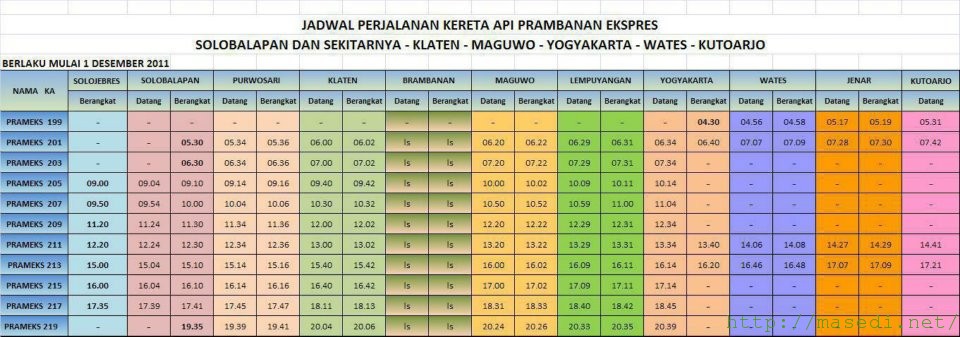 JADWAL PERJALANAN KERETA API PRAMBANAN EKSPRES
SOLOBALAPAN DAN SEKITARNYA - KLATEN - MAGUWO - YOGYAKARTA - WATES - KUTOARJO
BERLAKU MULAI 1 DESEMBER 2011
NAMA KA SOLOJEBRES SOLOBALAPAN PURWOSARI KLATEN BRAMBANAN MAGUWO LEMPUYANGAN YOGYAKARTA WATES JENAR KUTOARJO
Berangkat Datang Berangkat Datang Berangkat Datang Berangkat Datang Berangkat Datang Berangkat Datang Berangkat Datang Berangkat Datang Berangkat Datang Berangkat Datang
PRAMEKS 199 - - - - - - - - - - - - - - 04.30 04.56 04.58 05.17 05.19 05.31
PRAMEKS 201 - - 05.30 05.34 05.36 06.00 06.02 ls ls 06.20 06.22 06.29 06.31 06.34 06.40 07.07 07.09 07.28 07.30 07.42
PRAMEKS 203 - - 06.30 06.34 06.36 07.00 07.02 ls ls 07.20 07.22 07.29 07.31 07.34 - - - - - -
PRAMEKS 205 09.00 09.04 09.10 09.14 09.16 09.40 09.42 ls ls 10.00 10.02 10.09 10.11 10.14 - - - - - -
PRAMEKS 207 09.50 09.54 10.00 10.04 10.06 10.30 10.32 ls ls 10.50 10.52 10.59 11.00 11.04 - - - - - -
PRAMEKS 209 11.20 11.24 11.30 11.34 11.36 12.00 12.02 ls ls 12.20 12.22 12.29 12.31 12.34 - - - - - -
PRAMEKS 211 12.20 12.24 12.30 12.34 12.36 13.00 13.02 ls ls 13.20 13.22 13.29 13.31 13.34 13.40 14.06 14.08 14.27 14.29 14.41
PRAMEKS 213 15.00 15.04 15.10 15.14 15.16 15.40 15.42 ls ls 16.00 16.02 16.09 16.11 16.14 16.20 16.46 16.48 17.07 17.09 17.21
PRAMEKS 215 16.00 16.04 16.10 16.14 16.16 16.40 16.42 ls ls 17.00 17.02 17.09 17.11 17.14 - - - - - -
PRAMEKS 217 17.35 17.39 17.41 17.45 17.47 18.11 18.13 ls ls 18.31 18.33 18.40 18.42 18.45 - - - - - -
PRAMEKS 219 - - 19.35 19.39 19.41 20.04 20.06 ls ls 20.24 20.26 20.33 20.35 20.39 - - - - - -
http://masedi.net/